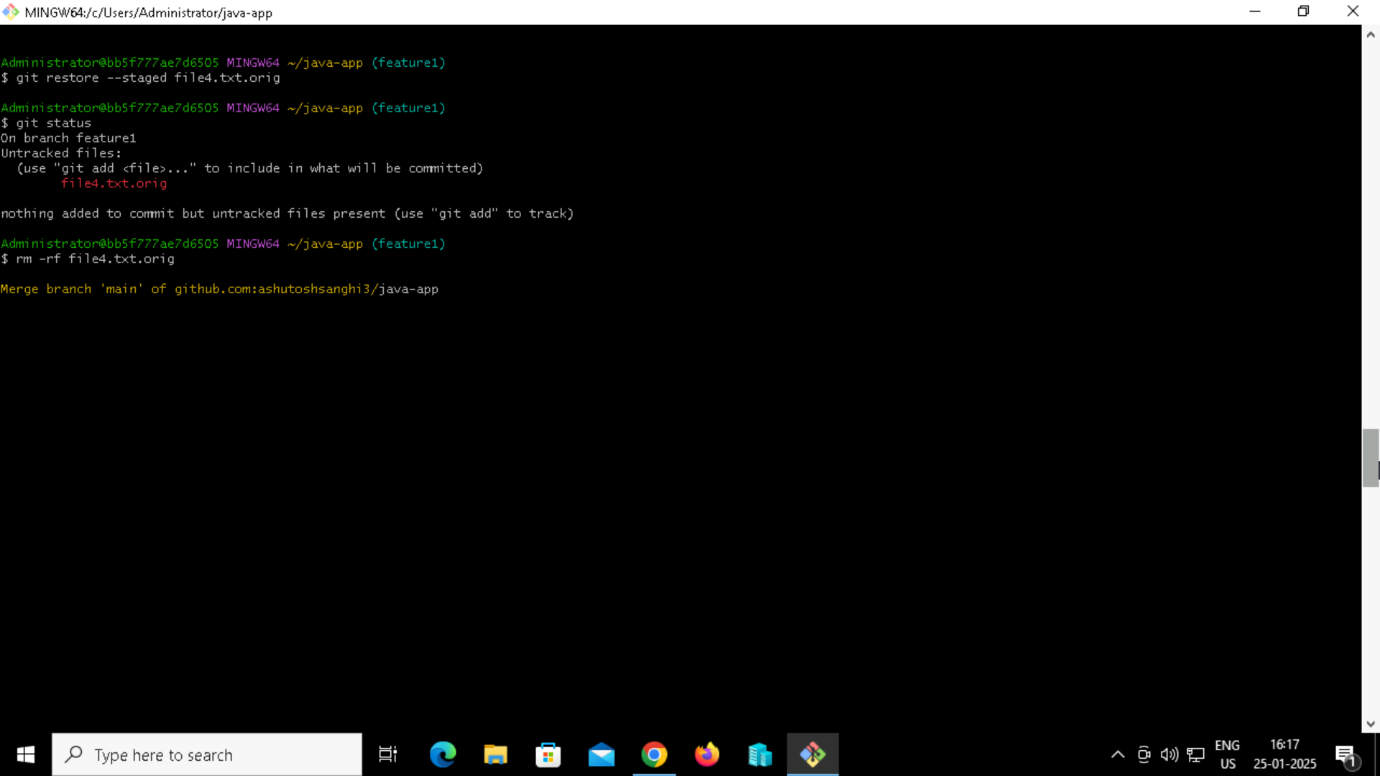 MINGW64:/c/Users/Administrator/java-app
Administrator@bb5f777ae7d6505 MINGW64 ~/java-app (feature1)
$ git restore --staged file4.txt.orig
Administrator@bb5f777ae7d6505 MINGW64 ~/java-app (feature1)
$ git status
On branch feature1
Untracked files:
  (use "git add <file>..." to include in what will be committed)
        file4.txt.orig
nothing added to commit but untracked files present (use "git add" to track)
Administrator@bb5f777ae7d6505 MINGW64 ~/java-app (feature1)
$ rm -rf file4.txt.orig
Merge branch 'main' of github.com:ashutoshsanghi3/java-app
Type here to search
ENG
US
16:17
25-01-2025
1